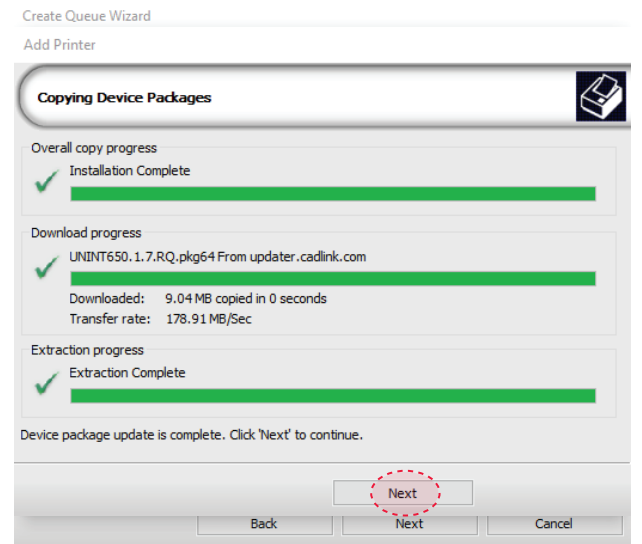 Create Queue Wizard
Add Printer
Copying Device Packages
Overall copy progress
Installation Complete
Download progress
UNINT650.1.7.RQ.pkg64 From updater.cadlink.com
Downloaded: 9.04 MB copied in 0 seconds
Transfer rate: 178.91 MB/Sec
Extraction progress
Extraction Complete
Device package update is complete. Click 'Next' to continue.
Next
Back Next Cancel